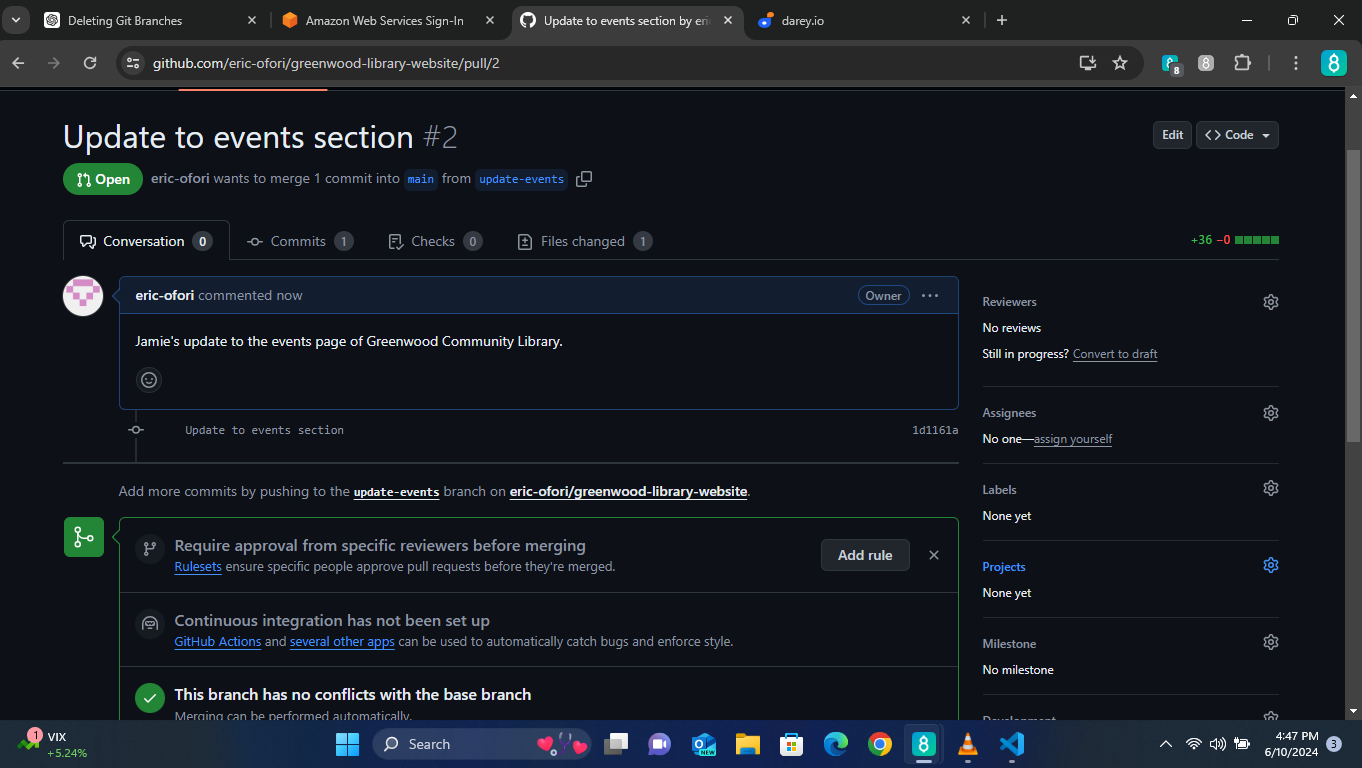 Deleting Git Branches
Amazon Web Services Sign-In
Update to events section by eri
darey.io
github.com/eric-ofori/greenwood-library-website/pull/2
8
Update to events section #2
Edit
<> Code
Open
eric-ofori wants to merge 1 commit into main from update-events
Conversation 0
Commits 1
Checks 0
Files changed 1
+36 −0
eric-ofori commented now
Owner
Jamie's update to the events page of Greenwood Community Library.
Update to events section
1d1161a
Add more commits by pushing to the update-events branch on eric-ofori/greenwood-library-website.
Require approval from specific reviewers before merging
Rulesets ensure specific people approve pull requests before they're merged.
Add rule
Continuous integration has not been set up
GitHub Actions and several other apps can be used to automatically catch bugs and enforce style.
This branch has no conflicts with the base branch
Merging can be performed automatically.
Reviewers
No reviews
Still in progress? Convert to draft
Assignees
No one—assign yourself
Labels
None yet
Projects
None yet
Milestone
No milestone
Development
1
VIX
+5.24%
Search
NEW
4:47 PM
6/10/2024
3